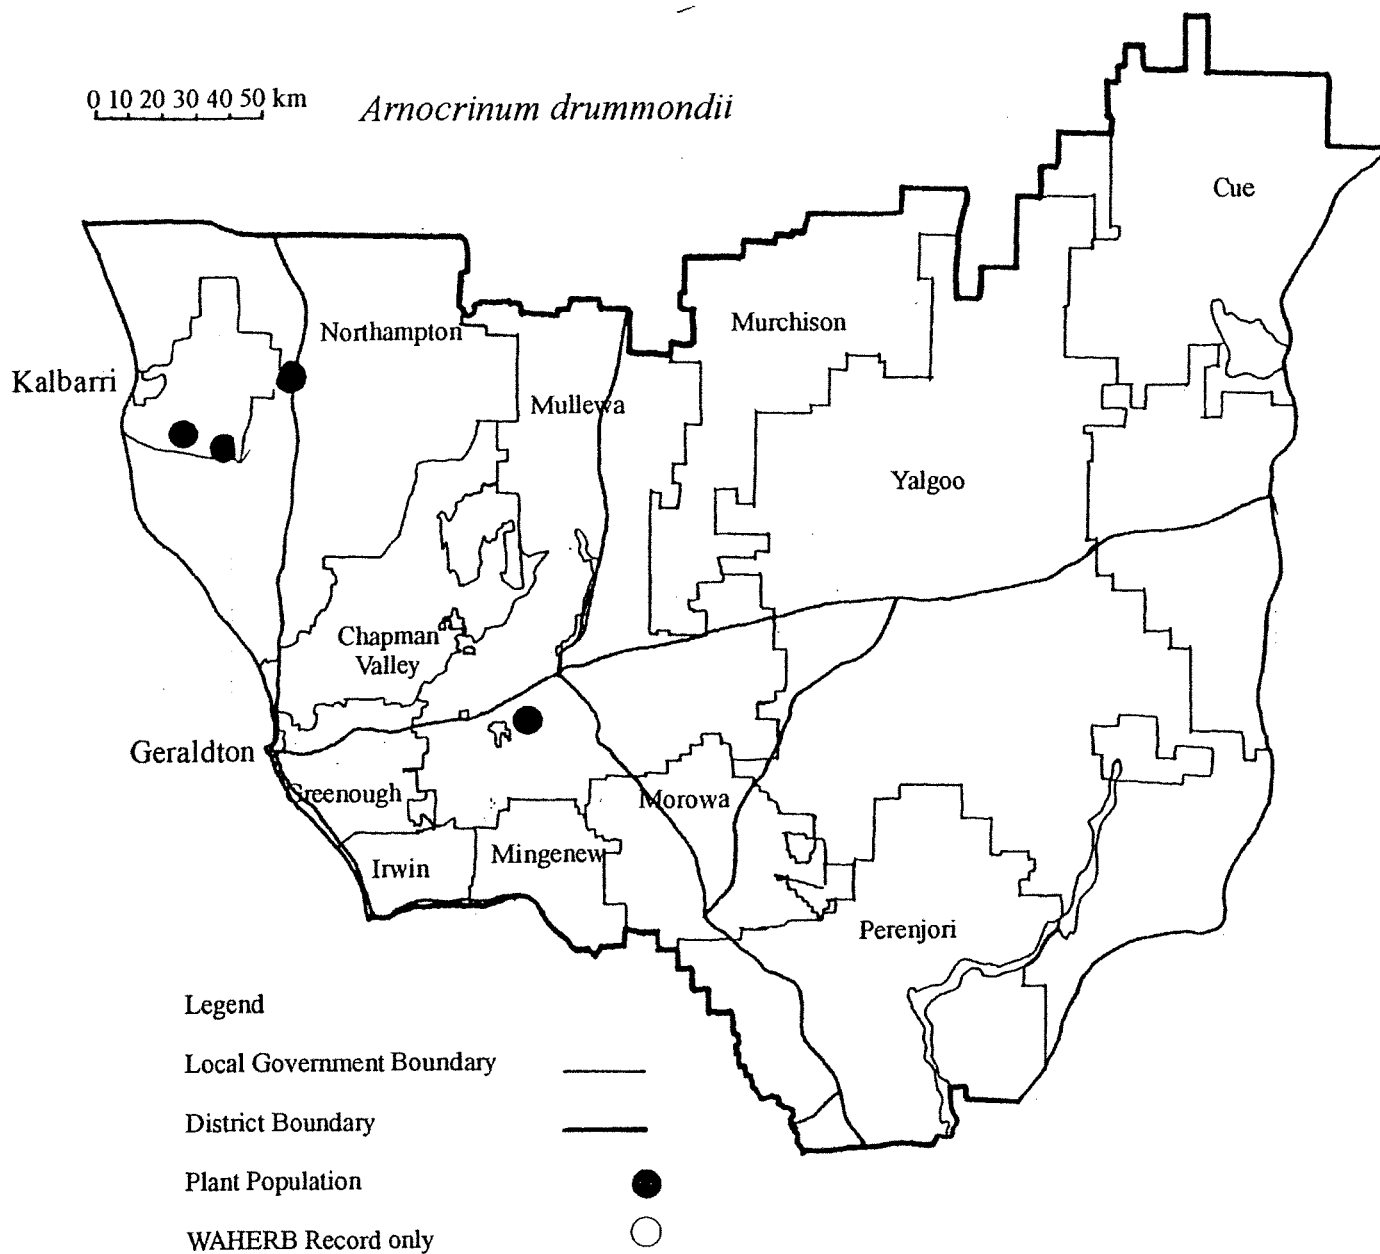 0 10 20 30 40 50 km
Arnocrinum drummondii
Cue
Northampton
Murchison
Kalbarri
Mullewa
Yalgoo
Chapman
Valley
Geraldton
Greenough
Morowa
Irwin
Mingenew
Perenjori
Legend
Local Government Boundary
District Boundary
Plant Population
WAHERB Record only